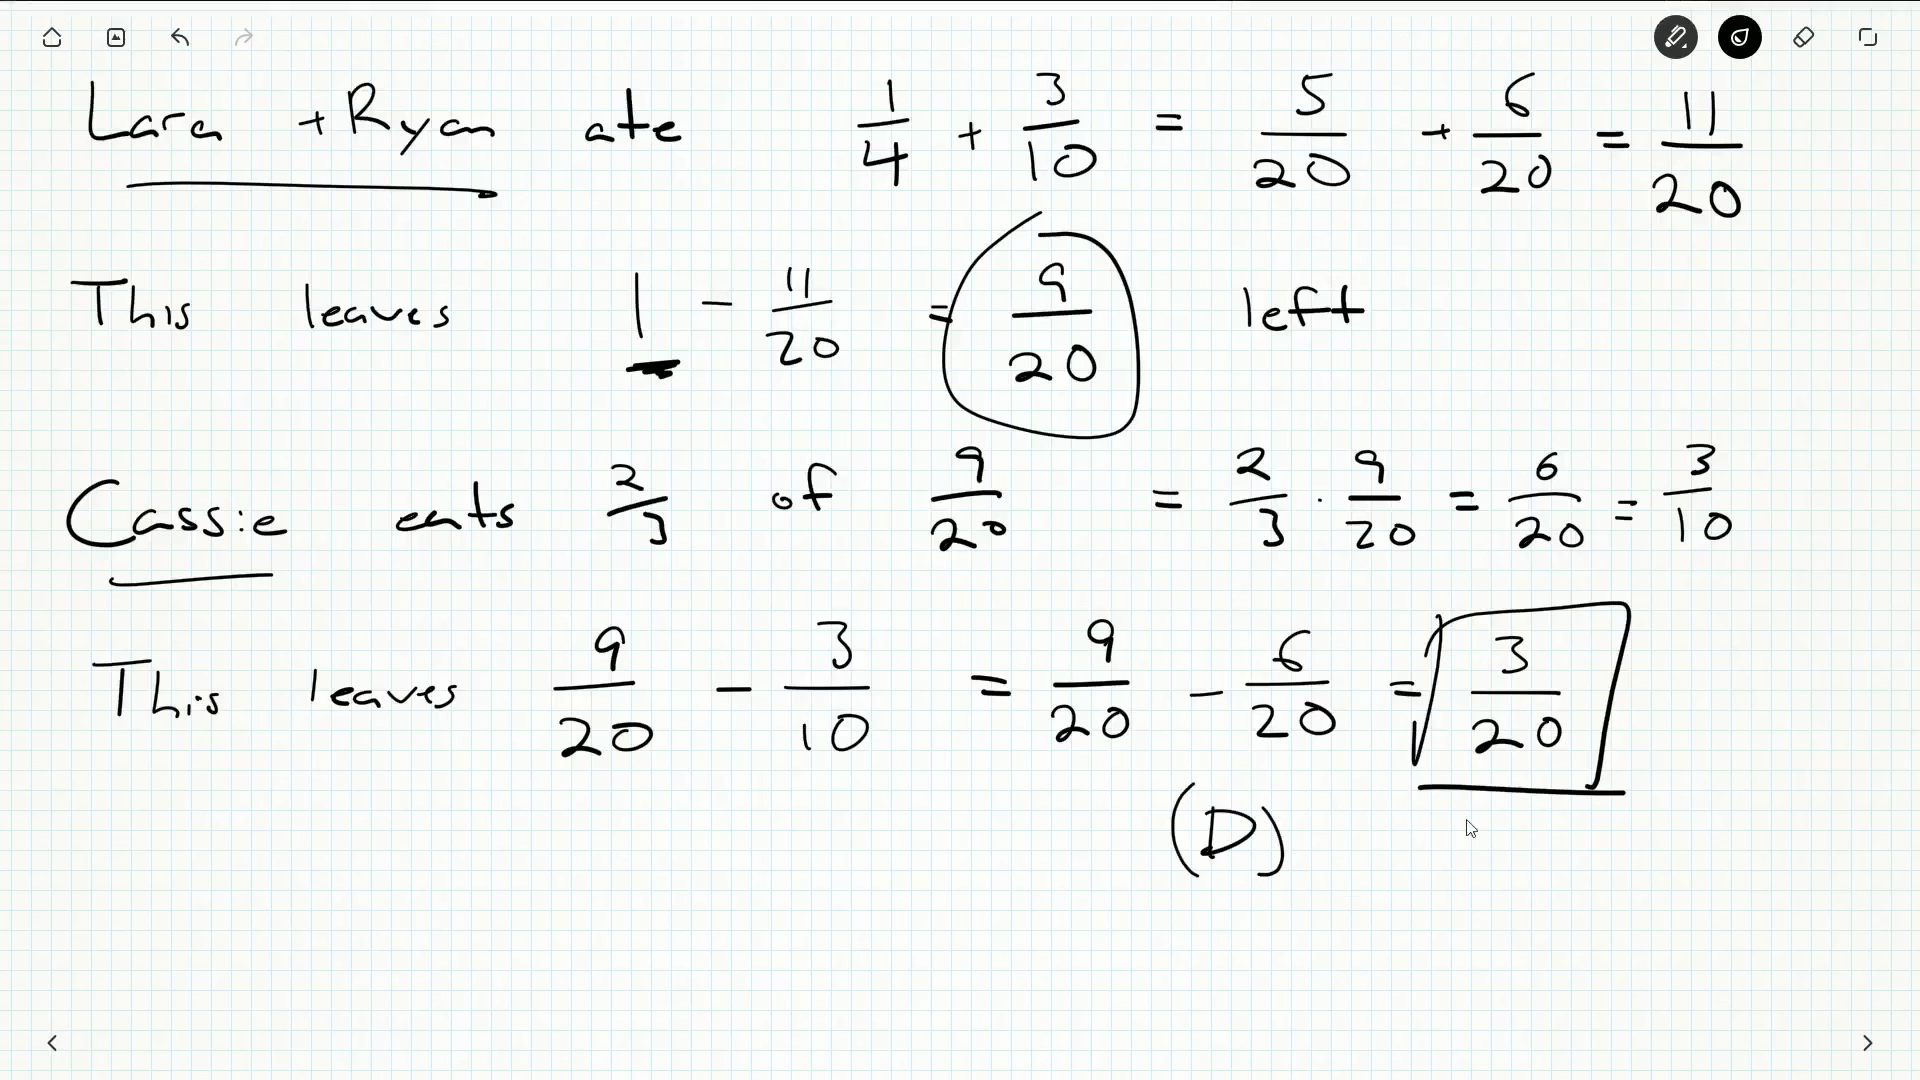 Lara + Ryan ate 1/4 + 3/10 = 5/20 + 6/20 = 11/20
This leaves 1 - 11/20 = 9/20 left
Cassie eats 2/3 of 9/20 = 2/3 · 9/20 = 6/20 = 3/10
This leaves 9/20 - 3/10 = 9/20 - 6/20 = 3/20
(D)